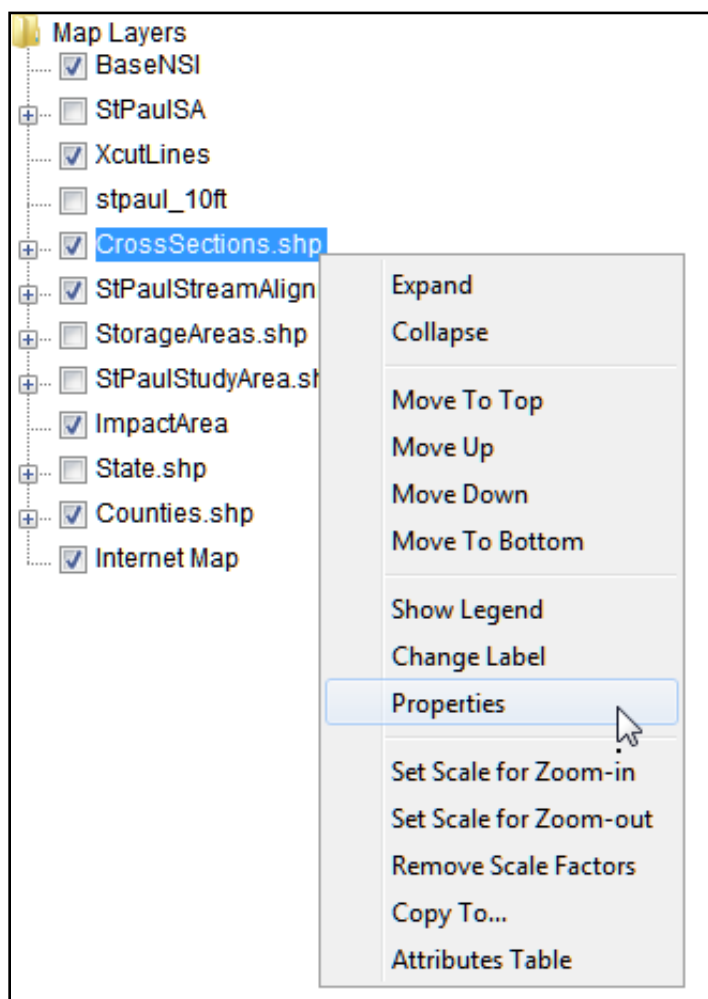 Map Layers
BaseNSI
StPaulSA
XcutLines
stpaul_10ft
CrossSections.shp
StPaulStreamAlign
StorageAreas.shp
StPaulStudyArea.sh
ImpactArea
State.shp
Counties.shp
Internet Map
Expand
Collapse
Move To Top
Move Up
Move Down
Move To Bottom
Show Legend
Change Label
Properties
Set Scale for Zoom-in
Set Scale for Zoom-out
Remove Scale Factors
Copy To...
Attributes Table